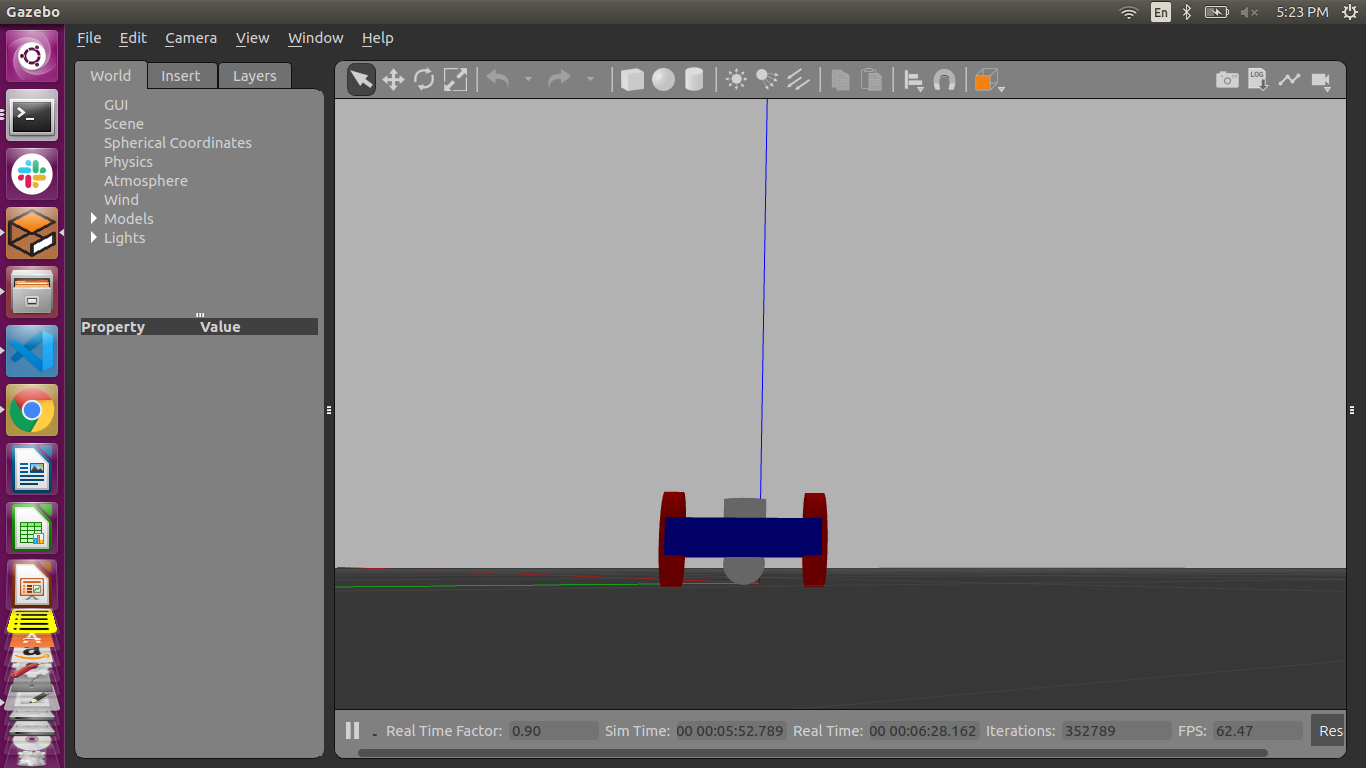 Gazebo
En
5:23 PM
File Edit Camera View Window Help
World Insert Layers
LOG
GUI
Scene
Spherical Coordinates
Physics
Atmosphere
Wind
Models
Lights
Property Value
Real Time Factor: 0.90 Sim Time: 00 00:05:52.789 Real Time: 00 00:06:28.162 Iterations: 352789 FPS: 62.47 Res